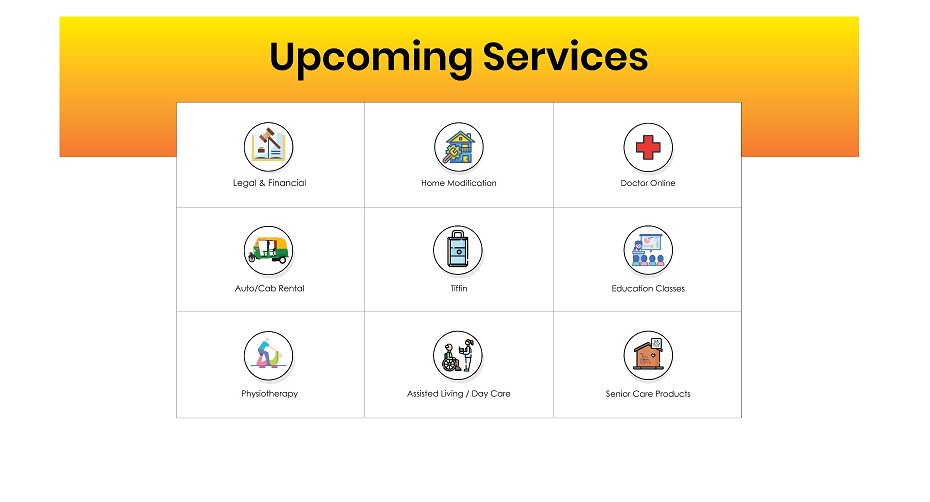 Upcoming Services
Legal & Financial
Home Modification
Doctor Online
Auto/Cab Rental
Tiffin
Education Classes
Physiotherapy
Assisted Living / Day Care
Senior Care Products